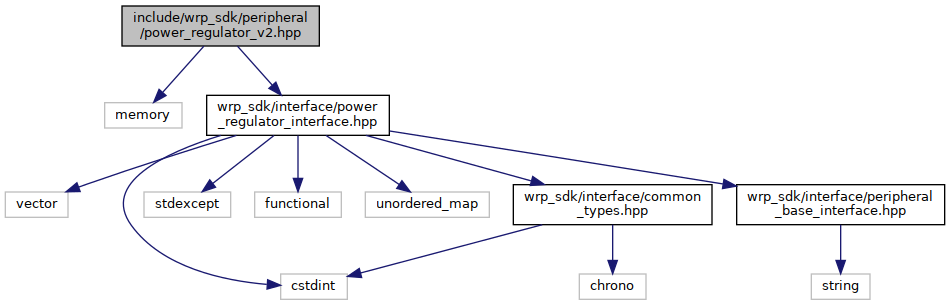 include/wrp_sdk/peripheral
/power_regulator_v2.hpp
memory
wrp_sdk/interface/power
_regulator_interface.hpp
vector
stdexcept
functional
unordered_map
wrp_sdk/interface/common
_types.hpp
wrp_sdk/interface/peripheral
_base_interface.hpp
cstdint
chrono
string